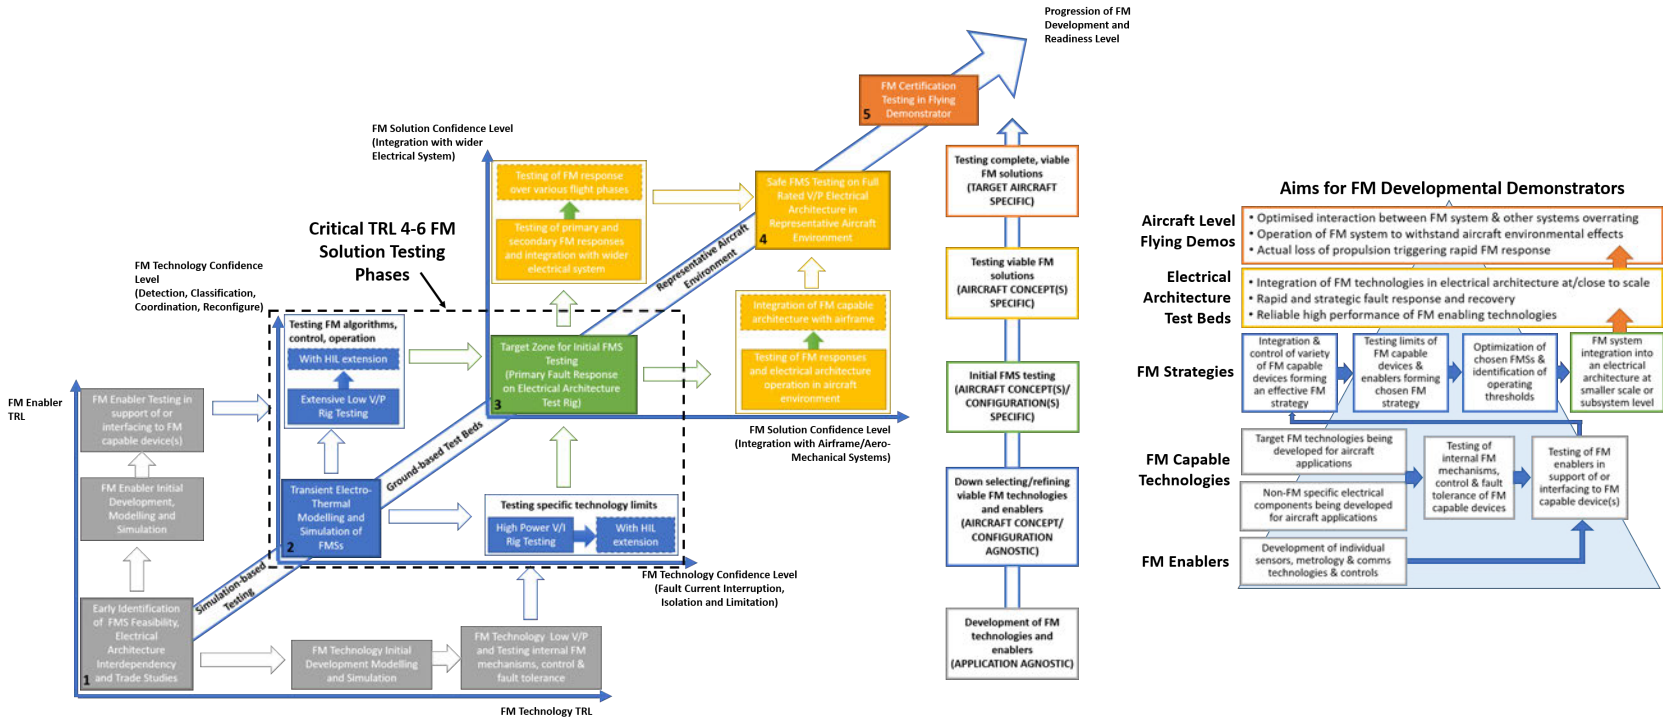 Progression of FM
Development and
Readiness Level
FM Certification
Testing in Flying
Demonstrator
5
FM Solution Confidence Level
(Integration with wider
Electrical System)
Testing of FM response
over various flight phases
Testing of primary and
secondary FM responses
and integration with wider
electrical system
Safe FMS Testing on Full
Rated V/P Electrical
Architecture in
Representative Aircraft
Environment
4
Representative Aircraft
Environment
Critical TRL 4-6 FM
Solution Testing
Phases
FM Technology Confidence
Level
(Detection, Classification,
Coordination, Reconfigure)
Testing FM algorithms,
control, operation
With HIL extension
Extensive Low V/P
Rig Testing
Target Zone for Initial FMS
Testing
(Primary Fault Response
on Electrical Architecture
Test Rig)
3
Integration of FM capable
architecture with airframe
Testing of FM responses
and electrical architecture
operation in aircraft
environment
FM Solution Confidence Level
(Integration with Airframe/Aero-
Mechanical Systems)
FM Enabler
TRL
FM Enabler Testing in
support of or
interfacing to FM
capable device(s)
FM Enabler Initial
Development,
Modelling and
Simulation
Ground-based Test Beds
Transient Electro-
Thermal Modelling and
Simulation of
FMSs
2
Testing specific technology limits
High Power V/I
Rig Testing
With HIL
extension
FM Technology Confidence Level
(Fault Current Interruption,
Isolation and Limitation)
Simulation-based
Testing
Early Identification
of FMS Feasibility,
Electrical
Architecture
Interdependency
and Trade Studies
1
FM Technology Initial
Development Modelling
and Simulation
FM Technology Low V/P
and Testing internal FM
mechanisms, control &
fault tolerance
FM Technology TRL
Testing complete, viable
FM solutions
(TARGET AIRCRAFT
SPECIFIC)
Testing viable FM
solutions
(AIRCRAFT CONCEPT(S)
SPECIFIC)
Initial FMS testing
(AIRCRAFT CONCEPT(S)/
CONFIGURATION(S)
SPECIFIC)
Down selecting/refining
viable FM technologies
and enablers
(AIRCRAFT CONCEPT/
CONFIGURATION
AGNOSTIC)
Development of FM
technologies and
enablers
(APPLICATION AGNOSTIC)
Aims for FM Developmental Demonstrators
Aircraft Level
Flying Demos
• Optimised interaction between FM system & other systems overrating
• Operation of FM system to withstand aircraft environmental effects
• Actual loss of propulsion triggering rapid FM response
Electrical
Architecture
Test Beds
• Integration of FM technologies in electrical architecture at/close to scale
• Rapid and strategic fault response and recovery
• Reliable high performance of FM enabling technologies
FM Strategies
Integration &
control of variety
of FM capable
devices forming
an effective FM
strategy
Testing limits of
FM capable
devices &
enablers forming
chosen FM
strategy
Optimization of
chosen FMSs &
identification of
operating
thresholds
FM system
integration into
an electrical
architecture at
smaller scale or
subsystem level
FM Capable
Technologies
Target FM technologies being
developed for aircraft
applications
Non-FM specific electrical
components being developed
for aircraft applications
Testing of
internal FM
mechanisms,
control & fault
tolerance of FM
capable devices
Testing of FM
enablers in
support of or
interfacing to FM
capable device(s)
FM Enablers
Development of individual
sensors, metrology & comms
technologies & controls